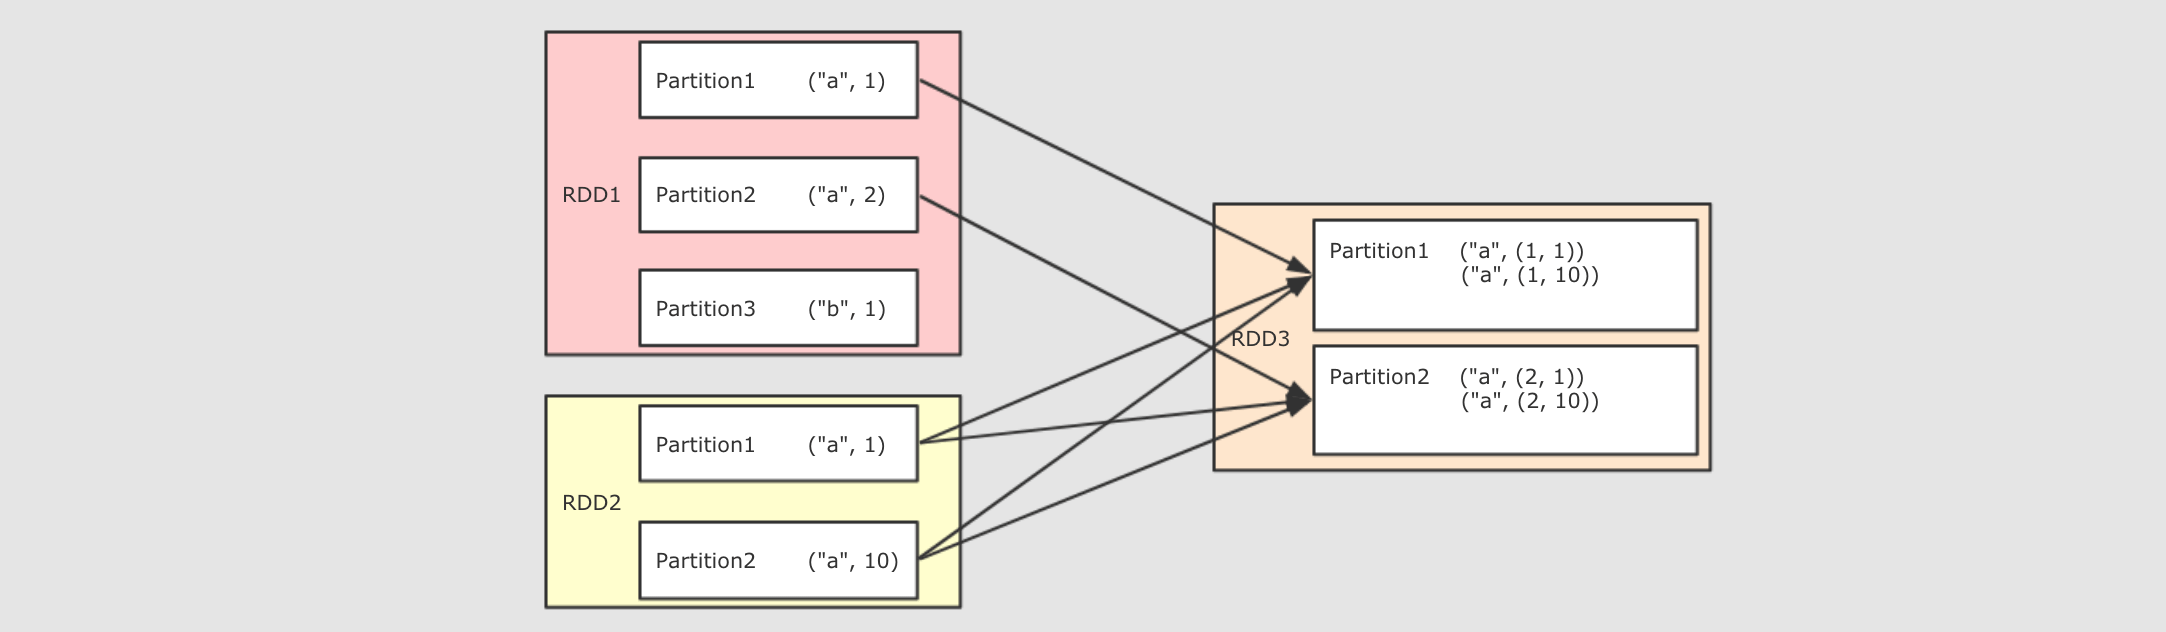 Partition1 ("a", 1)
RDD1 Partition2 ("a", 2)
Partition3 ("b", 1)
RDD2
Partition1 ("a", 1)
Partition2 ("a", 10)
RDD3
Partition1 ("a", (1, 1))
("a", (1, 10))
Partition2 ("a", (2, 1))
("a", (2, 10))